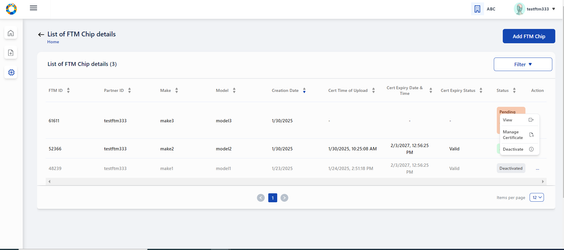 ABC
testftm333
List of FTM Chip details
Home
Add FTM Chip
List of FTM Chip details (3)
Filter
FTM ID
Partner ID
Make
Model
Creation Date
Cert Time of Upload
Cert Expiry Date & Time
Cert Expiry Status
Status
Action
61611
testftm333
make3
model3
1/30/2025
-
-
-
Pending
View
Manage Certificate
Deactivate
52366
testftm333
make2
model2
1/30/2025
1/30/2025, 10:25:08 AM
2/3/2027, 12:56:25 PM
Valid
48239
testftm333
make1
model1
1/23/2025
1/24/2025, 2:51:18 PM
2/3/2027, 12:56:25 PM
Valid
Deactivated
...
1
Items per page
12